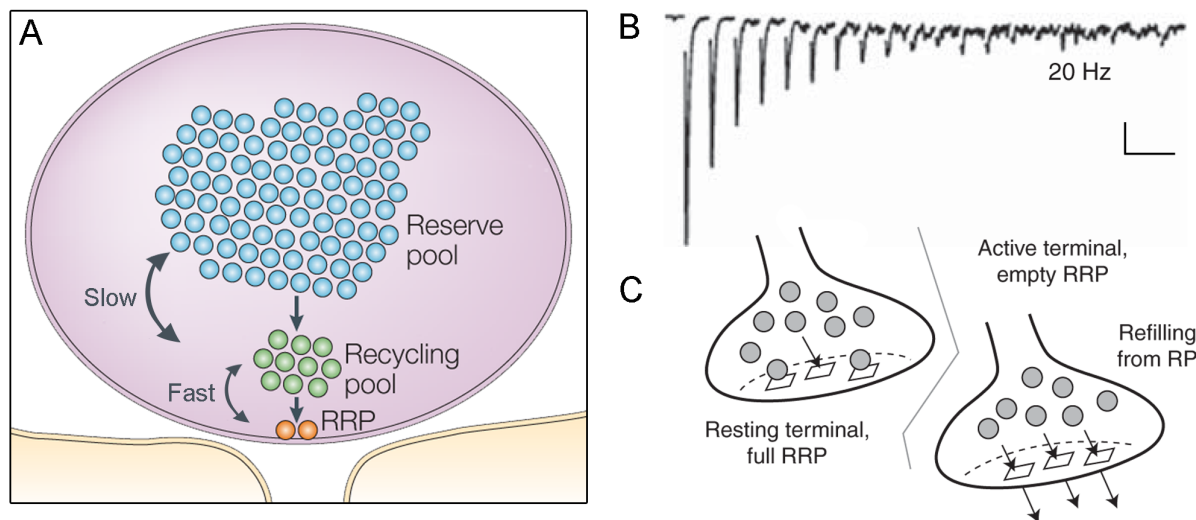 A
Reserve
pool
Slow
Recycling
pool
Fast
RRP
B
20 Hz
C
Resting terminal,
full RRP
Active terminal,
empty RRP
Refilling
from RP